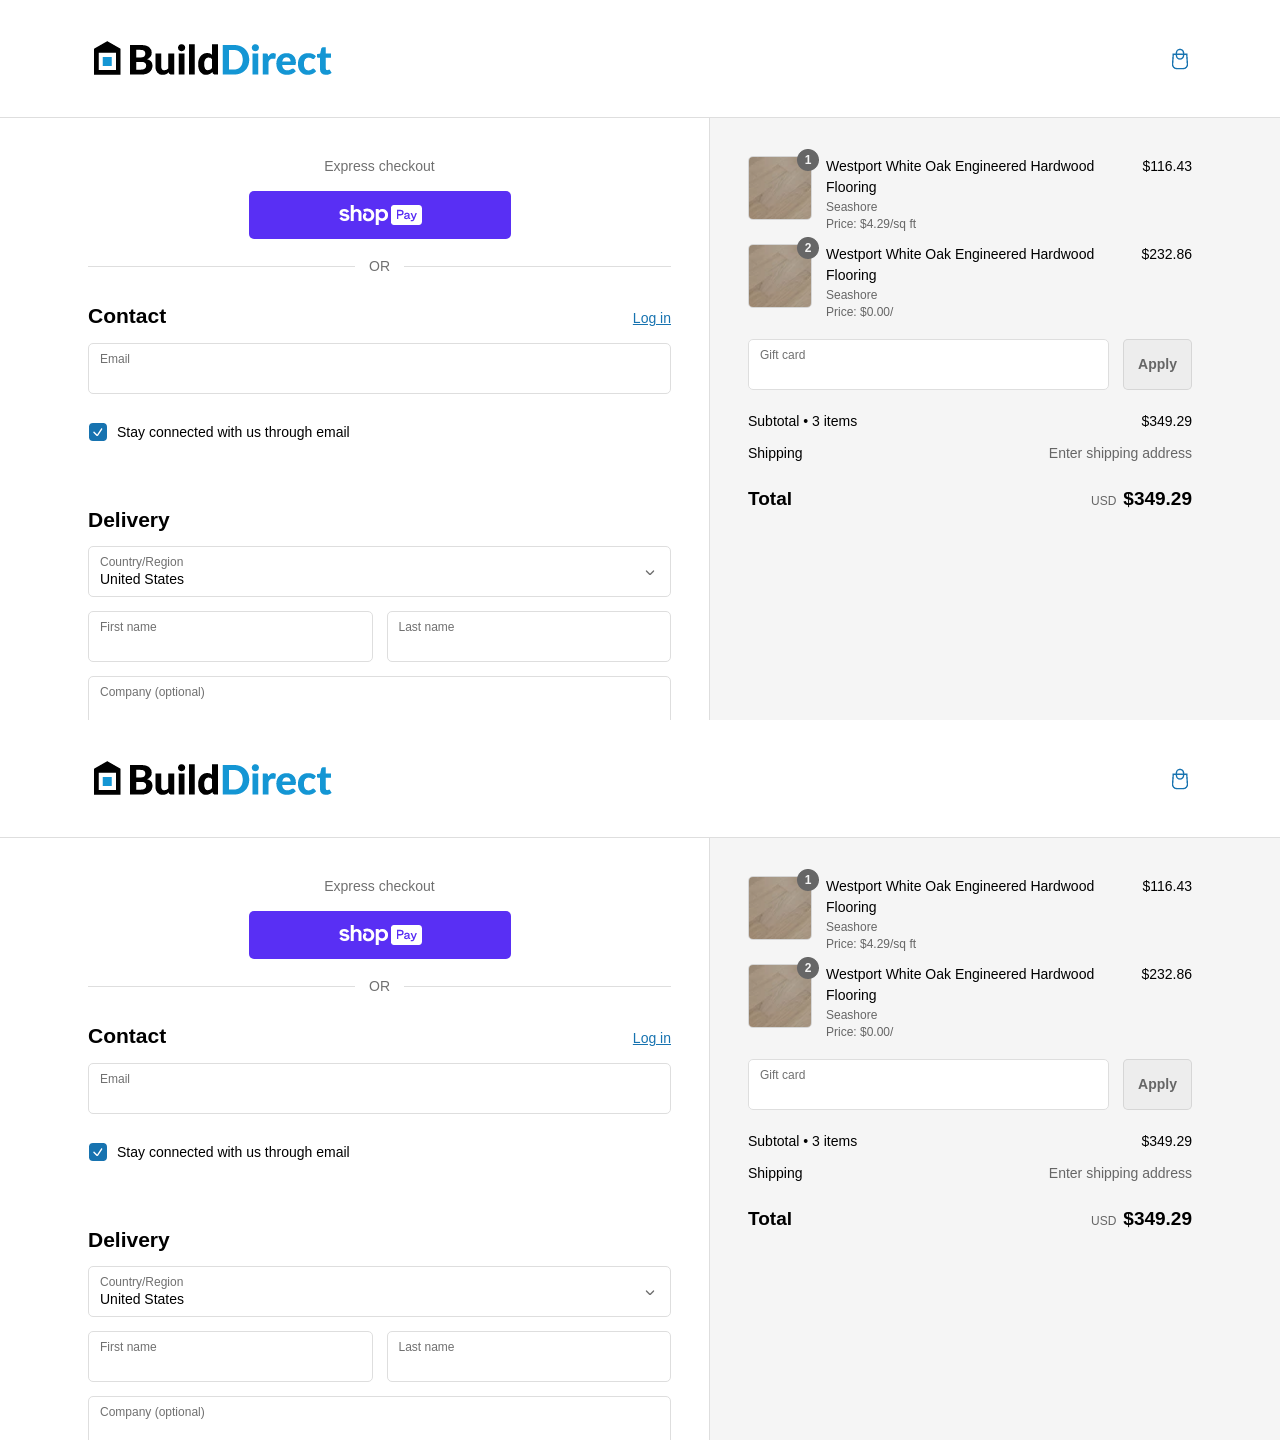 BuildDirect
Express checkout
shop Pay
OR
Contact
Log in
Email
Stay connected with us through email
Delivery
Country/Region
United States
First name
Last name
Company (optional)
1
Westport White Oak Engineered Hardwood
Flooring
$116.43
Seashore
Price: $4.29/sq ft
2
Westport White Oak Engineered Hardwood
Flooring
$232.86
Seashore
Price: $0.00/
Gift card
Apply
Subtotal • 3 items
$349.29
Shipping
Enter shipping address
Total
USD $349.29
BuildDirect
Express checkout
shop Pay
OR
Contact
Log in
Email
Stay connected with us through email
Delivery
Country/Region
United States
First name
Last name
Company (optional)
1
Westport White Oak Engineered Hardwood
Flooring
$116.43
Seashore
Price: $4.29/sq ft
2
Westport White Oak Engineered Hardwood
Flooring
$232.86
Seashore
Price: $0.00/
Gift card
Apply
Subtotal • 3 items
$349.29
Shipping
Enter shipping address
Total
USD $349.29